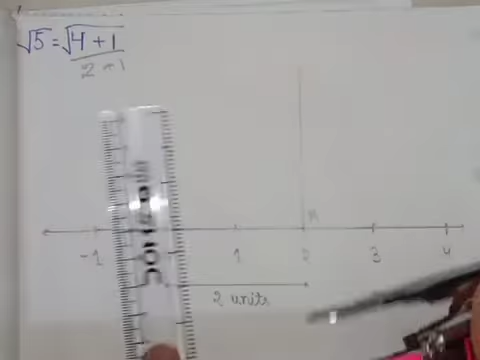 √5 = √4 + 1
2 + 1
A
-1 1 2 3 4
2 units